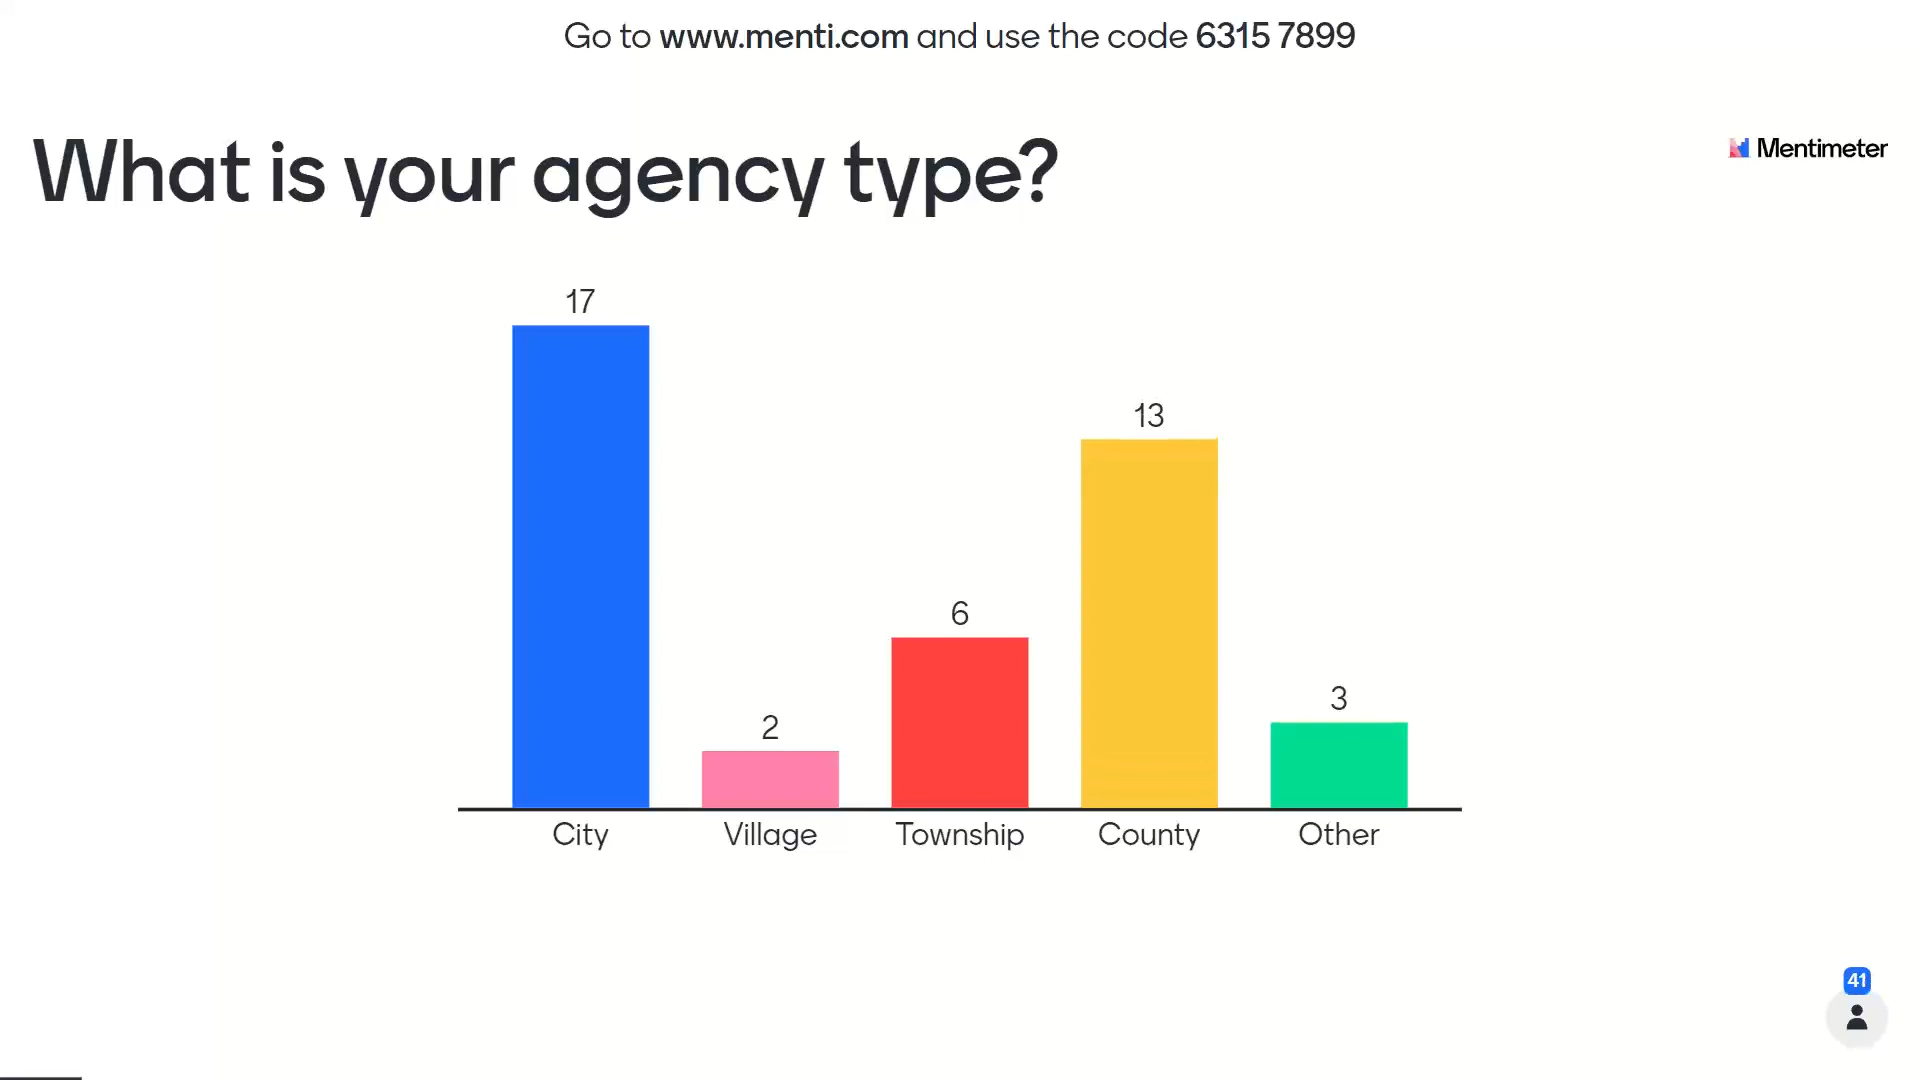 Go to www.menti.com and use the code 6315 7899
What is your agency type?
Mentimeter
17
13
6
2
3
City Village Township County Other
41